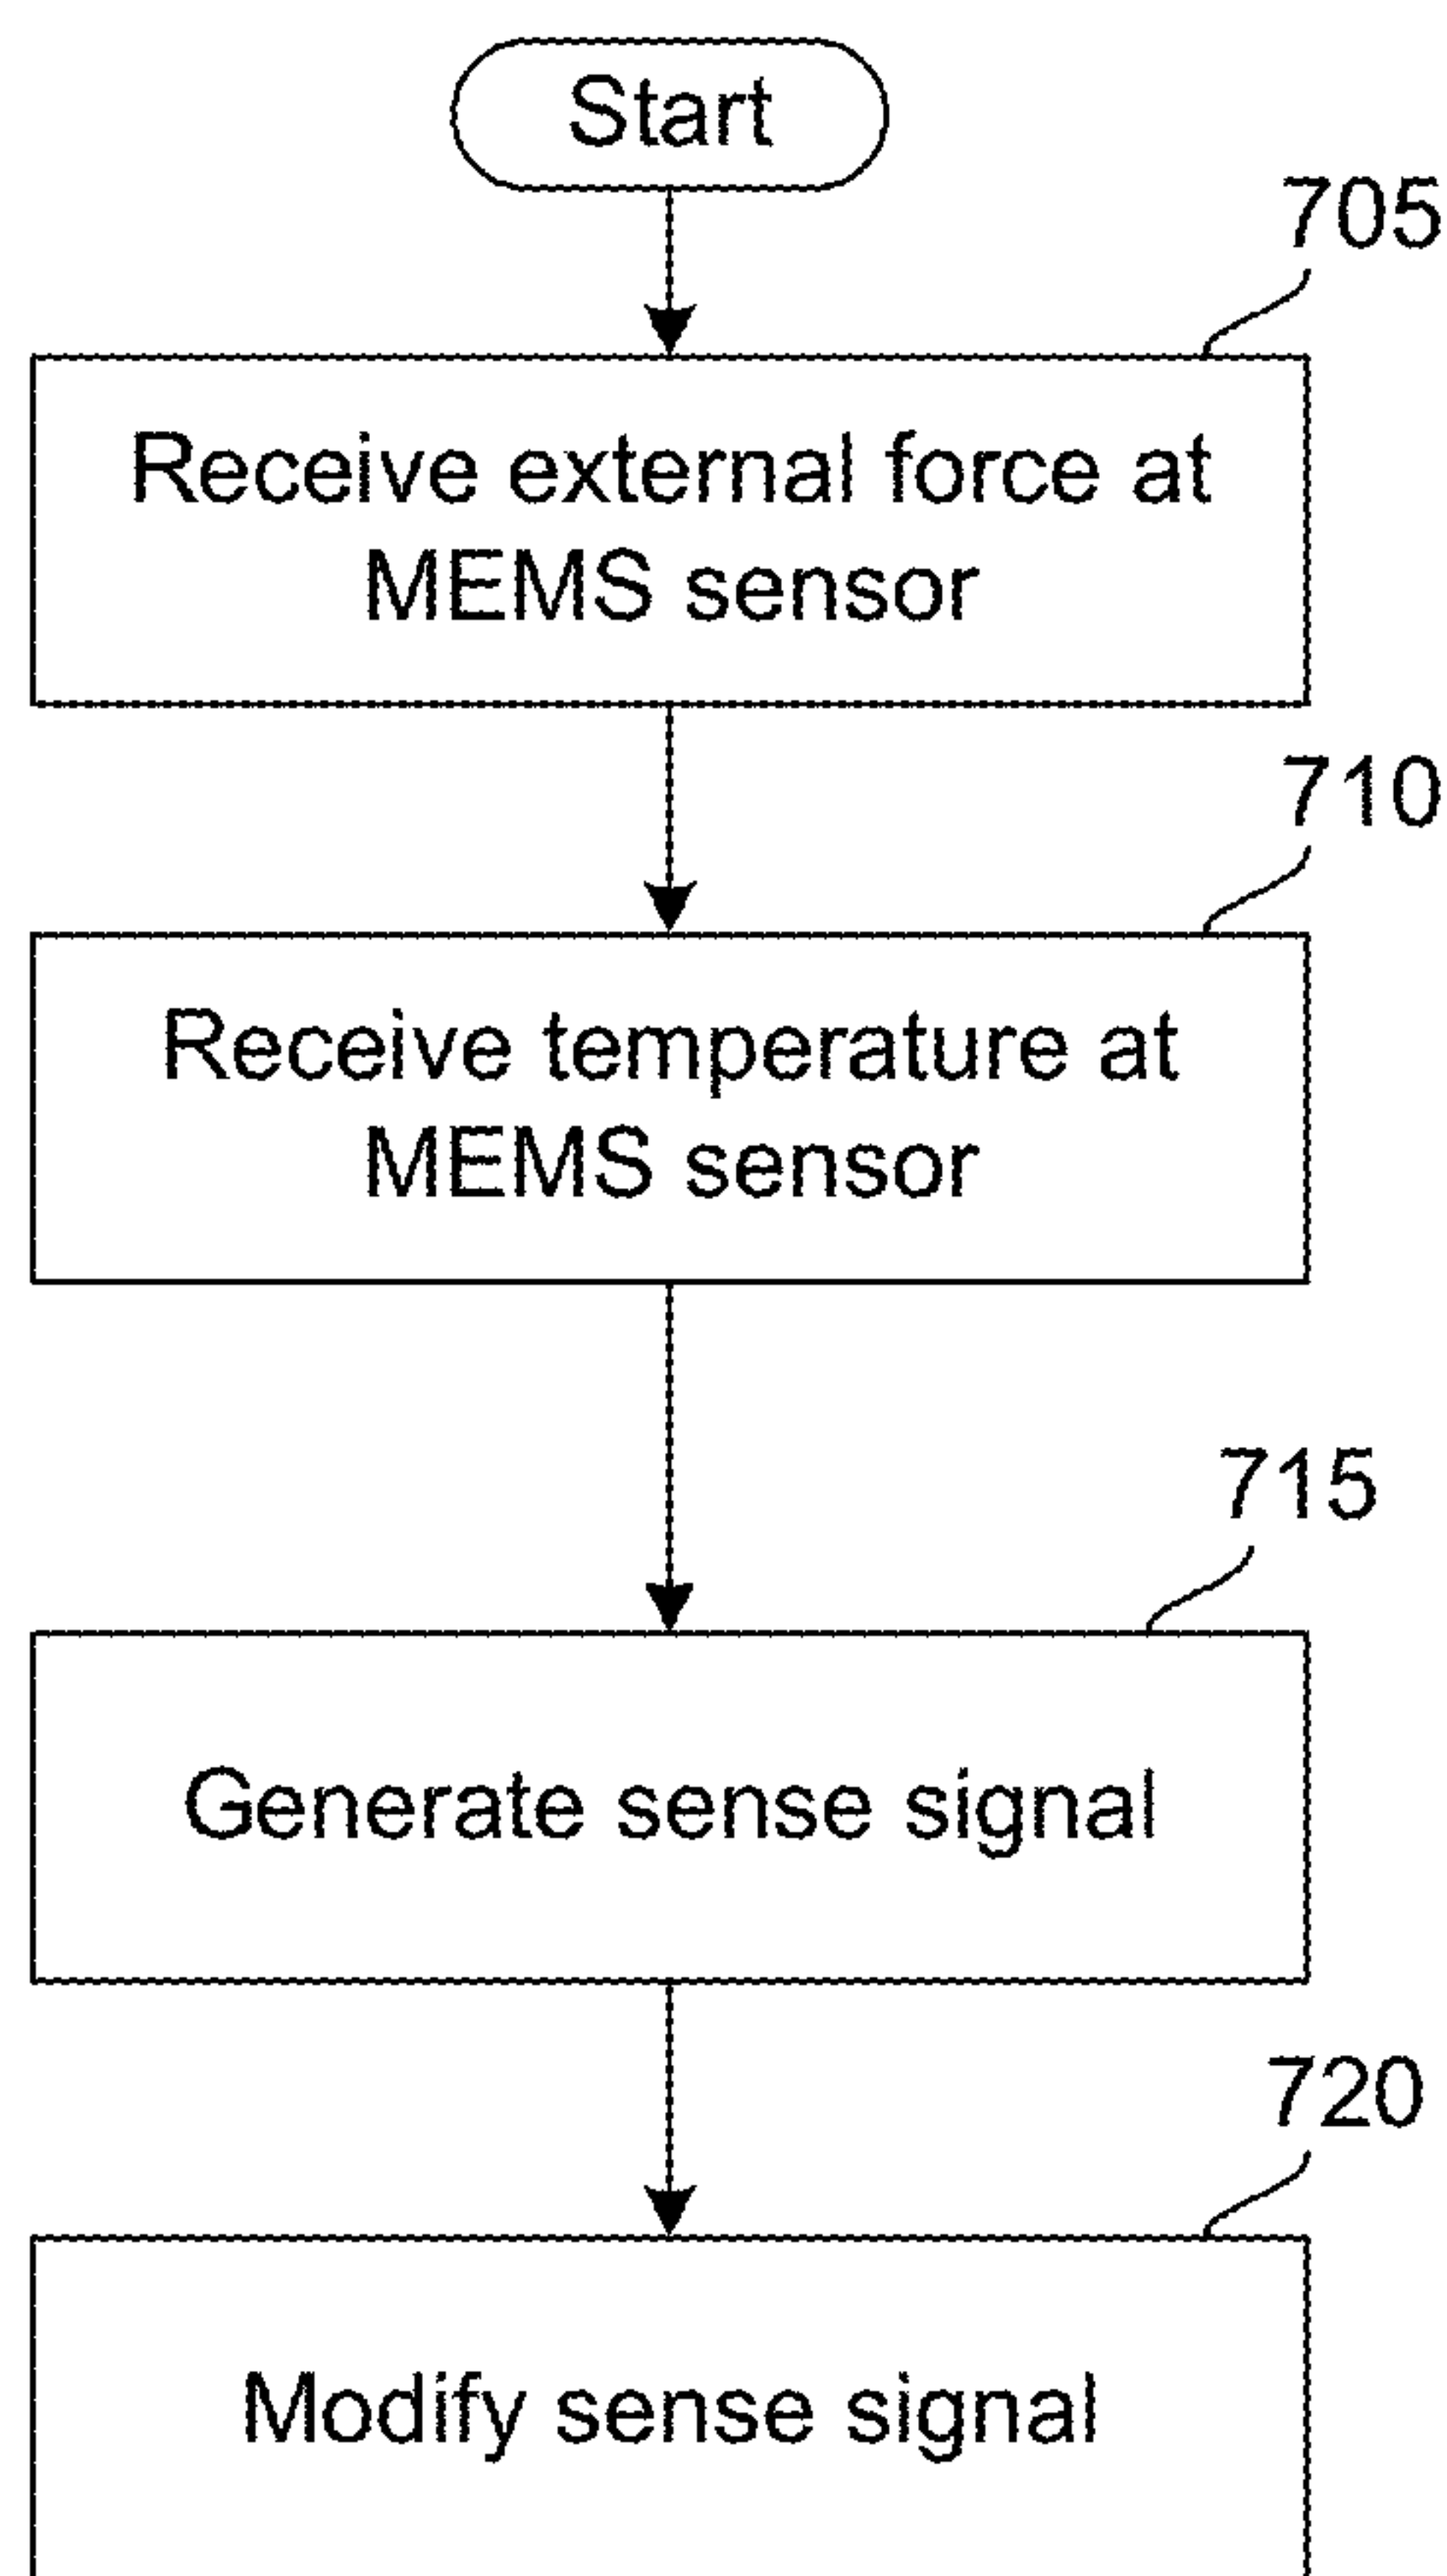 Start
705
Receive external force at
MEMS sensor
710
Receive temperature at
MEMS sensor
715
Generate sense signal
720
Modify sense signal